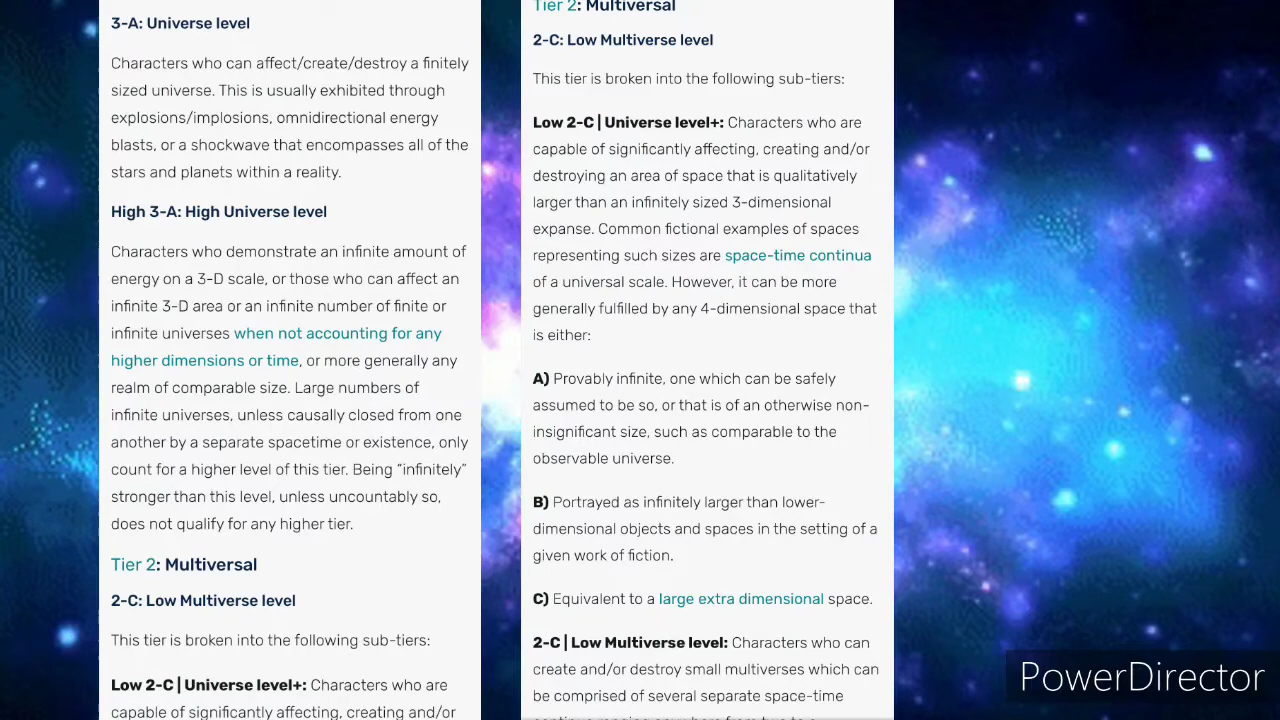 3-A: Universe level
Characters who can affect/create/destroy a finitely
sized universe. This is usually exhibited through
explosions/implosions, omnidirectional energy
blasts, or a shockwave that encompasses all of the
stars and planets within a reality.
High 3-A: High Universe level
Characters who demonstrate an infinite amount of
energy on a 3-D scale, or those who can affect an
infinite 3-D area or an infinite number of finite or
infinite universes when not accounting for any
higher dimensions or time, or more generally any
realm of comparable size. Large numbers of
infinite universes, unless causally closed from one
another by a separate spacetime or existence, only
count for a higher level of this tier. Being “infinitely”
stronger than this level, unless uncountably so,
does not qualify for any higher tier.
Tier 2: Multiversal
2-C: Low Multiverse level
This tier is broken into the following sub-tiers:
Low 2-C | Universe level+: Characters who are
capable of significantly affecting, creating and/or
Tier 2: Multiversal
2-C: Low Multiverse level
This tier is broken into the following sub-tiers:
Low 2-C | Universe level+: Characters who are
capable of significantly affecting, creating and/or
destroying an area of space that is qualitatively
larger than an infinitely sized 3-dimensional
expanse. Common fictional examples of spaces
representing such sizes are space-time continua
of a universal scale. However, it can be more
generally fulfilled by any 4-dimensional space that
is either:
A) Provably infinite, one which can be safely
assumed to be so, or that is of an otherwise non-
insignificant size, such as comparable to the
observable universe.
B) Portrayed as infinitely larger than lower-
dimensional objects and spaces in the setting of a
given work of fiction.
C) Equivalent to a large extra dimensional space.
2-C | Low Multiverse level: Characters who can
create and/or destroy small multiverses which can
be comprised of several separate space-time
PowerDirector